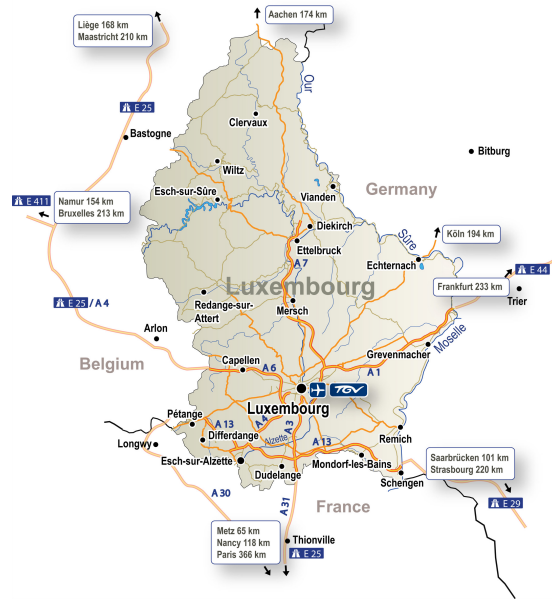 Liège 168 km
Maastricht 210 km
Aachen 174 km
Our
E 25
Clervaux
Bastogne
Bitburg
Wiltz
Germany
Esch-sur-Sûre
Vianden
E 411
Namur 154 km
Bruxelles 213 km
Diekirch
Sûre
Köln 194 km
Ettelbruck
A 7
Echternach
E 44
Luxembourg
Frankfurt 233 km
E 25 / A 4
Redange-sur-
Attert
Mersch
Trier
Arlon
Moselle
Grevenmacher
Belgium
Capellen
A 6
A 1
TGV
Luxembourg
Pétange
A 13
A 4
A 3
Differdange
Alzette
Remich
Longwy
A 13
Esch-sur-Alzette
Mondorf-les-Bains
Saarbrücken 101 km
Strasbourg 220 km
Dudelange
Schengen
A 30
A 31
France
E 29
Metz 65 km
Nancy 118 km
Paris 366 km
Thionville
E 25